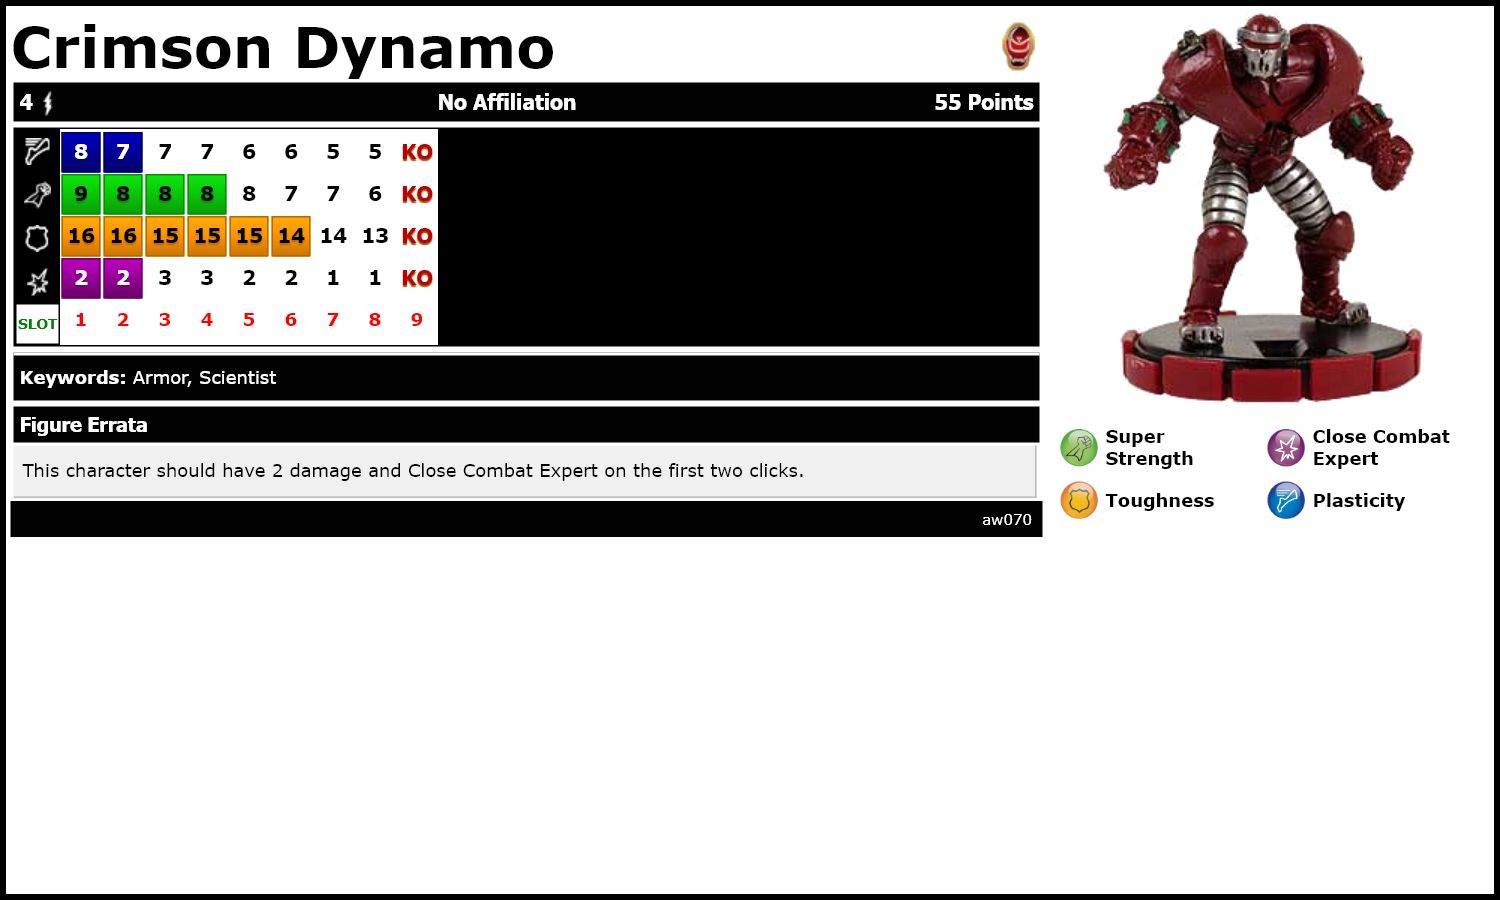 Crimson Dynamo
4 No Affiliation 55 Points
8 7 7 7 6 6 5 5 KO
9 8 8 8 8 7 7 6 KO
16 16 15 15 15 14 14 13 KO
2 2 3 3 2 2 1 1 KO
SLOT 1 2 3 4 5 6 7 8 9
Keywords: Armor, Scientist
Figure Errata
This character should have 2 damage and Close Combat Expert on the first two clicks.
aw070
Super
Strength
Close Combat
Expert
Toughness
Plasticity